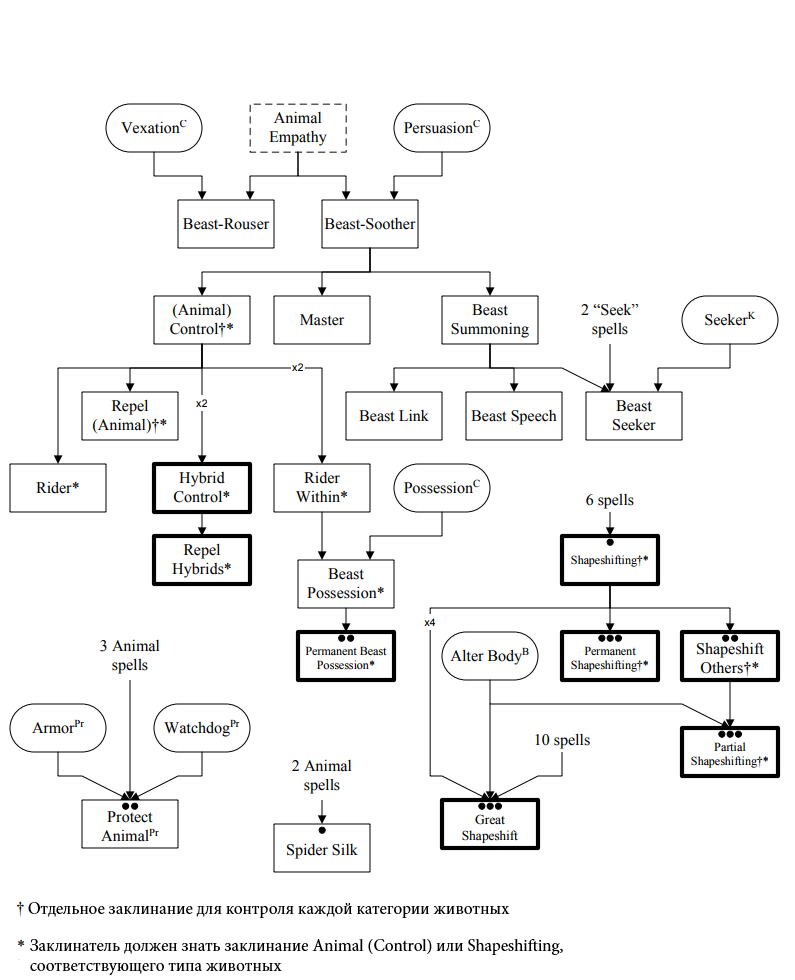 Vexation^C
Animal
Empathy
Persuasion^C
Beast-Rouser
Beast-Soother
(Animal)
Control†*
Master
Beast
Summoning
2 “Seek”
spells
Seeker^K
x2
Repel
(Animal)†*
x2
Beast Link
Beast Speech
Beast
Seeker
Rider*
Hybrid
Control*
Rider
Within*
Possession^C
6 spells
Repel
Hybrids*
●
Shapeshifting†*
Beast
Possession*
x4
●●
Permanent Beast
Possession*
Alter Body^B
●●●
Permanent
Shapeshifting†*
●●
Shapeshift
Others†*
3 Animal
spells
Armor^Pr
Watchdog^Pr
10 spells
●●●
Partial
Shapeshifting†*
2 Animal
spells
●●
Protect
Animal^Pr
●
Spider Silk
●●●
Great
Shapeshift
† Отдельное заклинание для контроля каждой категории животных
* Заклинатель должен знать заклинание Animal (Control) или Shapeshifting,
соответствующего типа животных